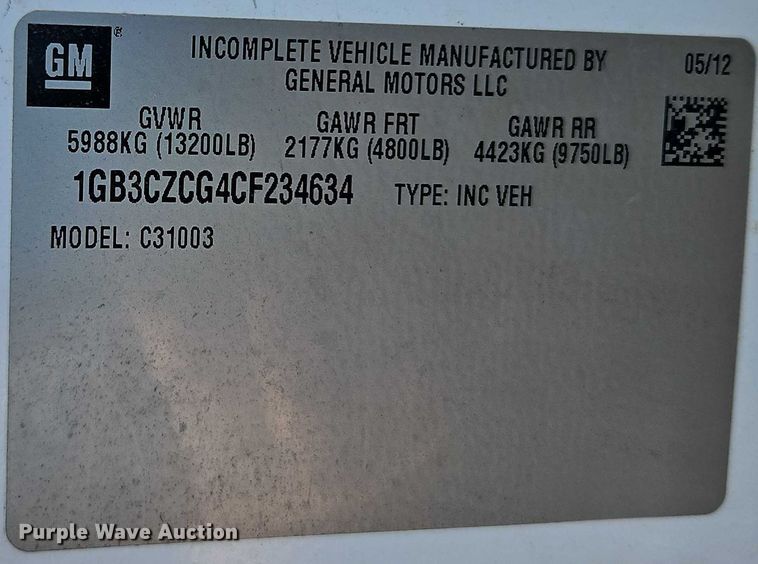 GM
®
INCOMPLETE VEHICLE MANUFACTURED BY
GENERAL MOTORS LLC
05/12
GVWR
5988KG (13200LB)
GAWR FRT
2177KG (4800LB)
GAWR RR
4423KG (9750LB)
1GB3CZCG4CF234634
TYPE: INC VEH
MODEL: C31003
Purple Wave Auction